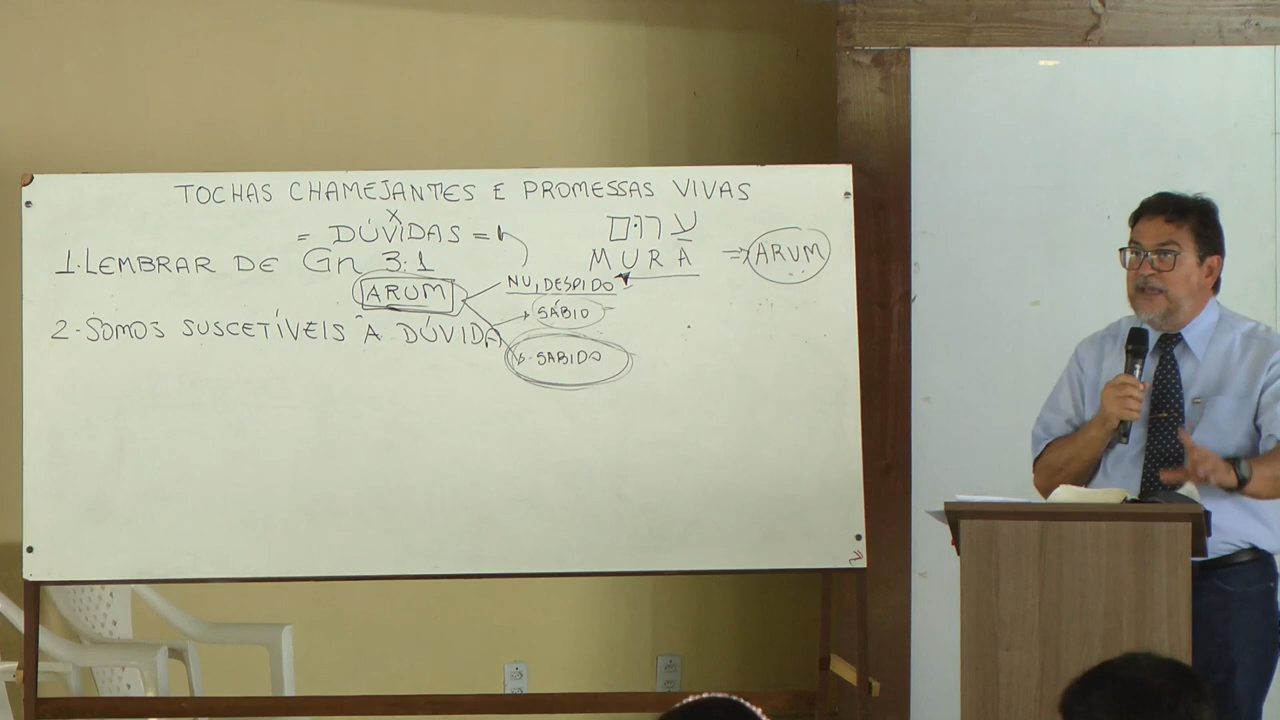 TOCHAS CHAMEJANTES E PROMESSAS VIVAS
x
= DÚVIDAS =
1. LEMBRAR DE Gn 3:1
MURA ⇒ ARUM
ARUM
NU, DESPIDO
SÁBIO
2-SOMOS SUSCETÍVEIS À DÚVIDA
SABIDO